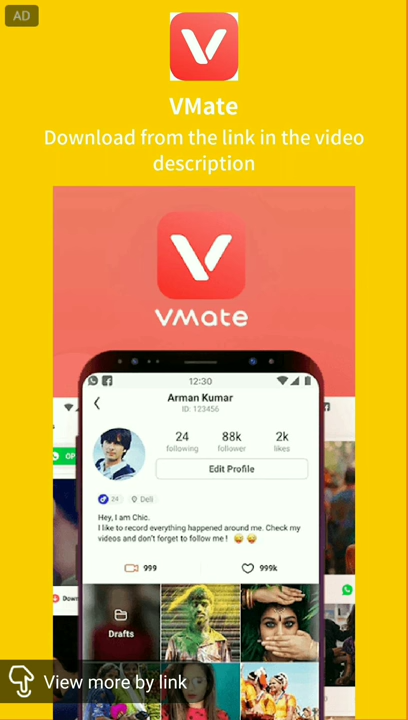 AD
VMate
Download from the link in the video
description
VMate
12:30
Arman Kumar
ID: 123456
24
88k
2k
following
follower
likes
Edit Profile
24
Deli
Hey, I am Chic.
I like to record everything happened around me. Check my
videos and don't forget to follow me !
999
999k
Drafts
View more by link